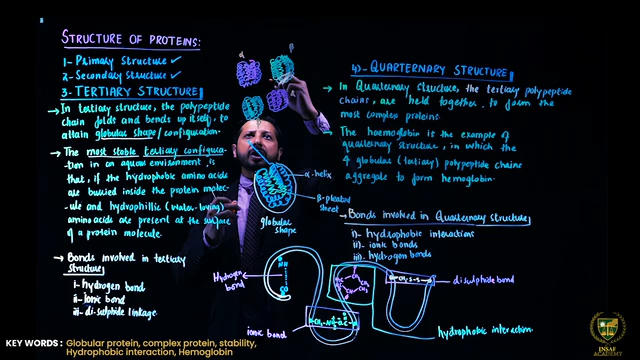 STRUCTURE OF PROTEINS:
1- Primary Structure ✓
2- Secondary Structure ✓
3- TERTIARY STRUCTURE
→ In tertiary structure, the polypeptide
chain folds and bends up itself, to
attain globular shape/configuration.
→ The most stable tertiary configura-
-tion in an aquous environment is
that, if the hydrophobic amino acids
are burried inside the protein molec-
-ule and hydrophillic (water-loving)
amino acids are present at the surface
of a protein molecule.
→ Bonds involved in tertiary
structure:
i- hydrogen bond
ii- Ionic bond
iii- di-sulphide linkage.
α-helix
β-pleated
sheet
globular
shape
4)- QUARTERNARY STRUCTURE
→ In Quarternary structure, the tertiary polypeptide
chains, are held together, to form the
most complex proteins.
→ The haemoglobin is the example of
quarternary structure, in which the
4 globular (tertiary) polypeptide chains
aggregate to form hemoglobin.
→ Bonds involved in Quarternary structure
i)- hydrophobic interactions
ii)- ionic bonds
iii)- hydrogen bonds
Hydrogen
bond
NH
CO
ionic bond
disulphide bond
hydrophobic interaction
KEY WORDS : Globular protein, complex protein, stability,
Hydrophobic interaction, Hemoglobin
INSAF
ACADEMY